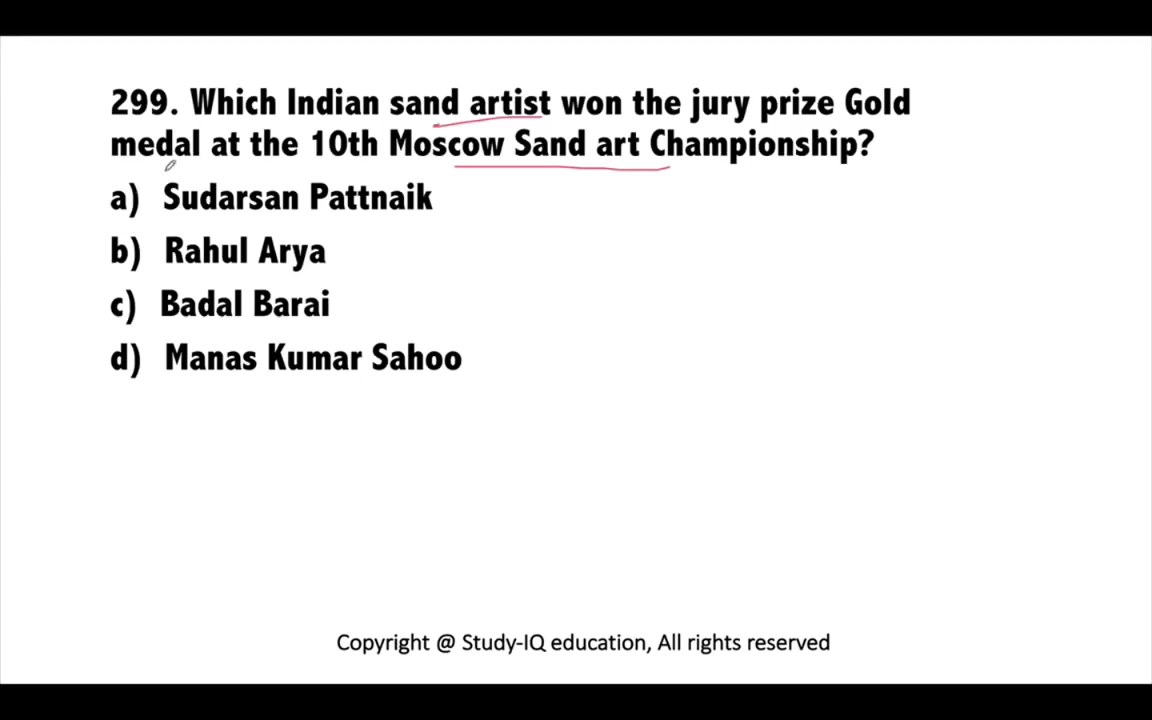 299. Which Indian sand artist won the jury prize Gold
medal at the 10th Moscow Sand art Championship?
a) Sudarsan Pattnaik
b) Rahul Arya
c) Badal Barai
d) Manas Kumar Sahoo
Copyright @ Study-IQ education, All rights reserved